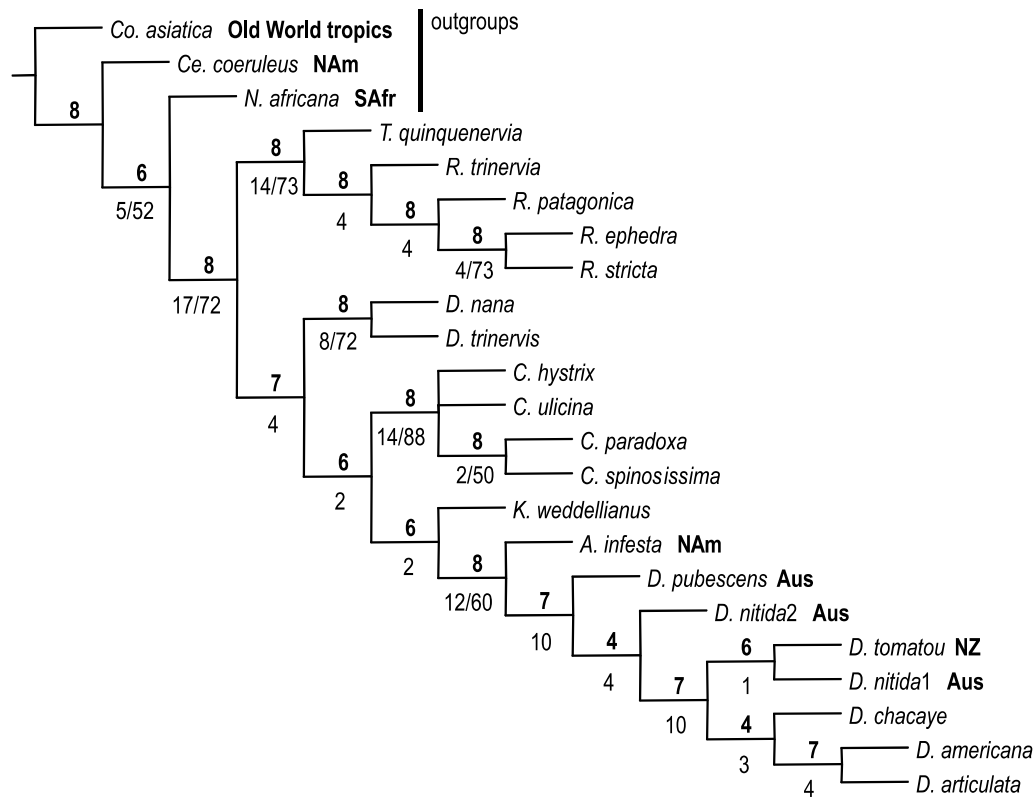 Co. asiatica Old World tropics
outgroups
Ce. coeruleus NAm
8
N. africana SAfr
6
5/52
T. quinquenervia
8
14/73
R. trinervia
8
4
R. patagonica
8
4
R. ephedra
8
4/73
R. stricta
8
17/72
D. nana
8
8/72
D. trinervis
7
4
C. hystrix
8
14/88
C. ulicina
C. paradoxa
8
2/50
C. spinosissima
6
2
K. weddellianus
6
2
A. infesta NAm
8
12/60
D. pubescens Aus
7
10
D. nitida2 Aus
4
4
D. tomatou NZ
6
1
D. nitida1 Aus
7
10
D. chacaye
4
3
D. americana
7
4
D. articulata